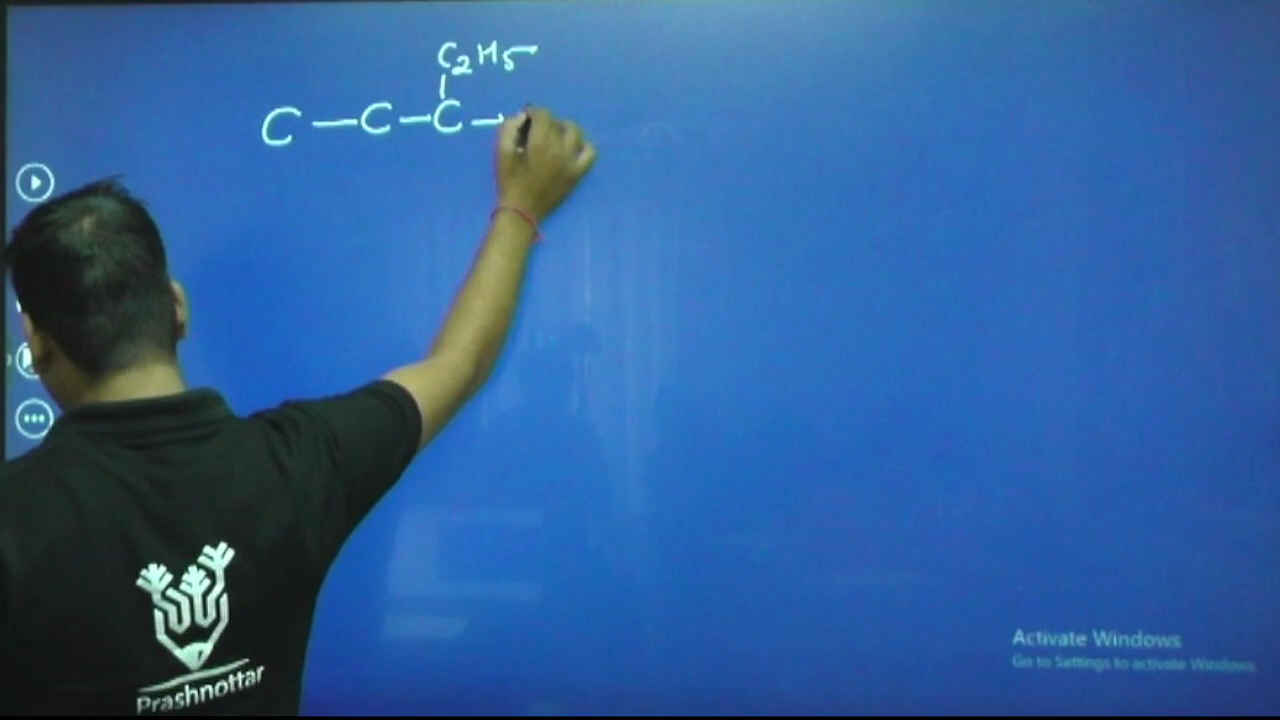 C2H5
C — C – C –
Activate Windows
Go to Settings to activate Windows.
Prashnottar